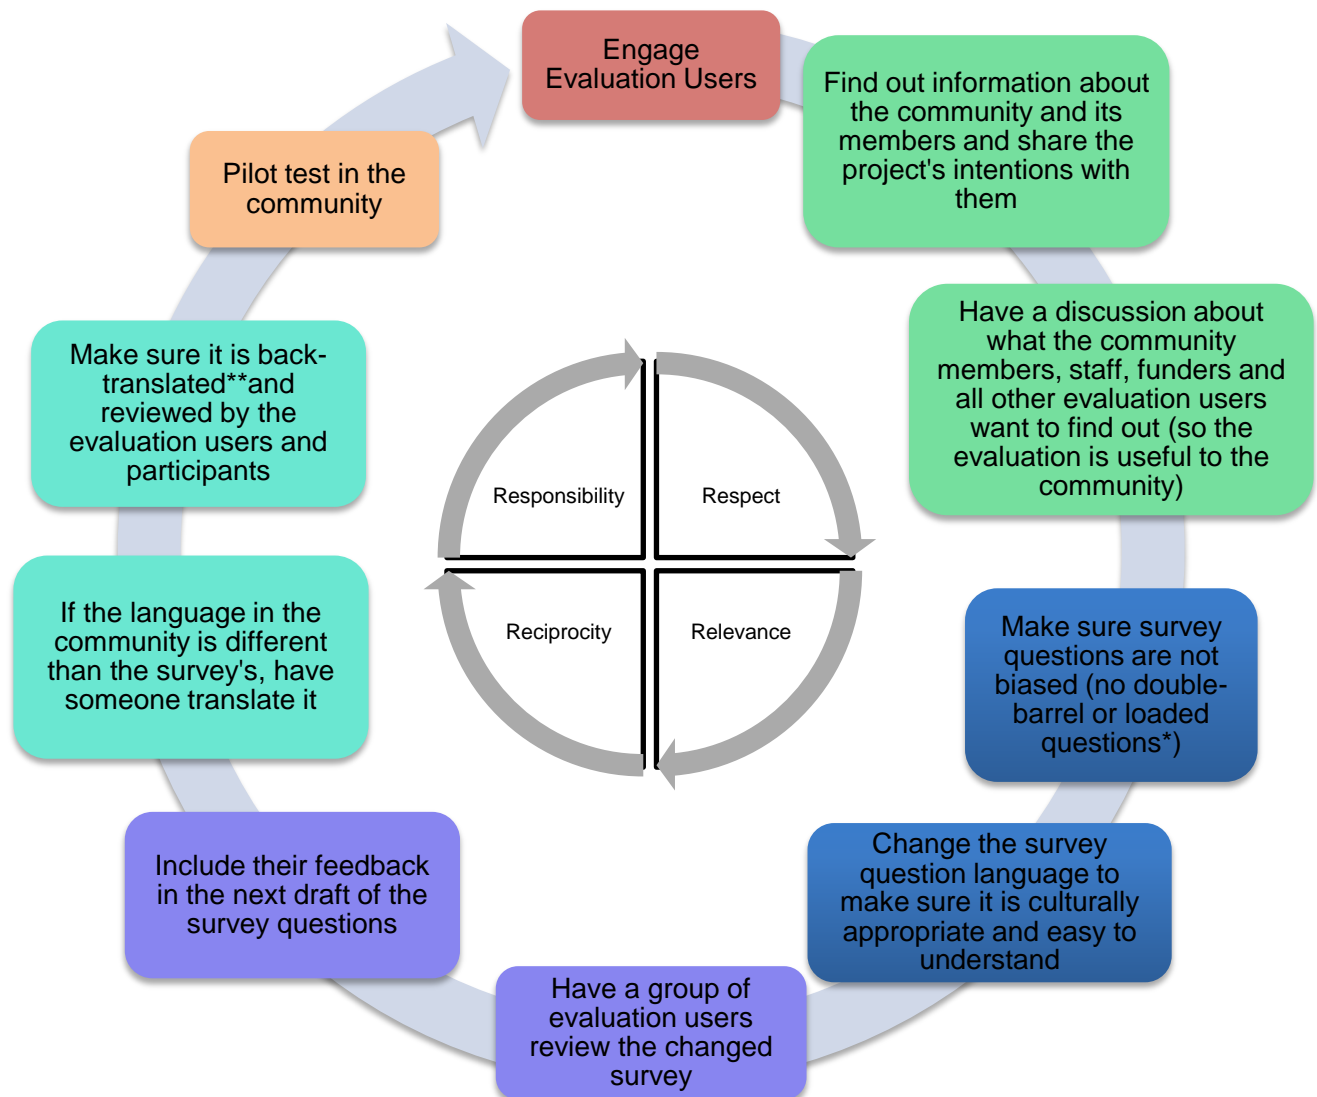 Engage
Evaluation Users
Find out information about
the community and its
members and share the
project's intentions with
them
Have a discussion about
what the community
members, staff, funders and
all other evaluation users
want to find out (so the
evaluation is useful to the
community)
Make sure survey
questions are not
biased (no double-
barrel or loaded
questions*)
Change the survey
question language to
make sure it is culturally
appropriate and easy to
understand
Have a group of
evaluation users
review the changed
survey
Include their feedback
in the next draft of the
survey questions
If the language in the
community is different
than the survey's, have
someone translate it
Make sure it is back-
translated**and
reviewed by the
evaluation users and
participants
Pilot test in the
community
Responsibility
Respect
Reciprocity
Relevance